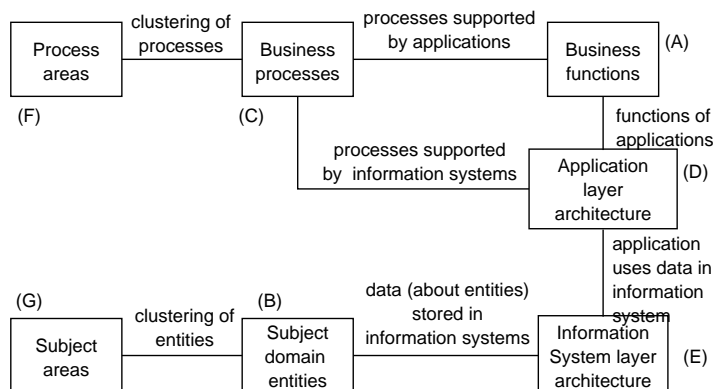 clustering of
processes
processes supported
by applications
Process
areas
Business
processes
Business
functions
(A)
(F)
(C)
functions of
applications
processes supported
by information systems
Application
layer
architecture
(D)
application
uses data in
information
system
(G)
(B)
clustering of
entities
data (about entities)
stored in
information systems
Subject
areas
Subject
domain
entities
Information
System layer
architecture
(E)